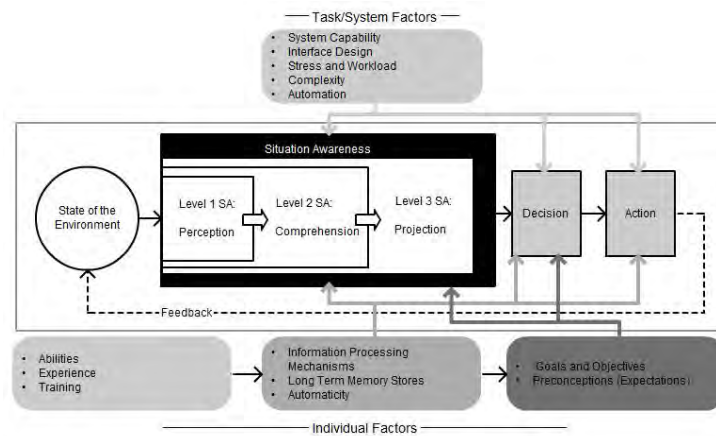 Task/System Factors
• System Capability
• Interface Design
• Stress and Workload
• Complexity
• Automation
Situation Awareness
State of the
Environment
Level 1 SA:
Perception
Level 2 SA:
Comprehension
Level 3 SA:
Projection
Decision
Action
Feedback
• Abilities
• Experience
• Training
• Information Processing
Mechanisms
• Long Term Memory Stores
• Automaticity
• Goals and Objectives
• Preconceptions (Expectations)
Individual Factors